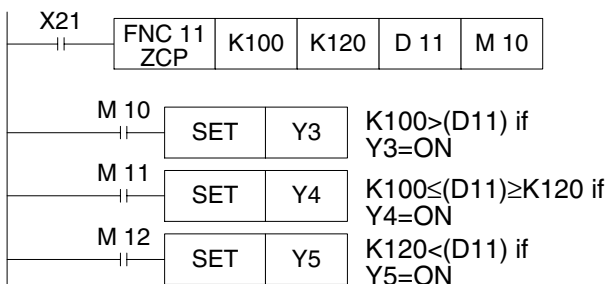 X21
FNC 11 K100 K120 D 11 M 10
ZCP
M 10
SET Y3 K100>(D11) if
Y3=ON
M 11
SET Y4 K100≤(D11)≥K120 if
Y4=ON
M 12
SET Y5 K120<(D11) if
Y5=ON